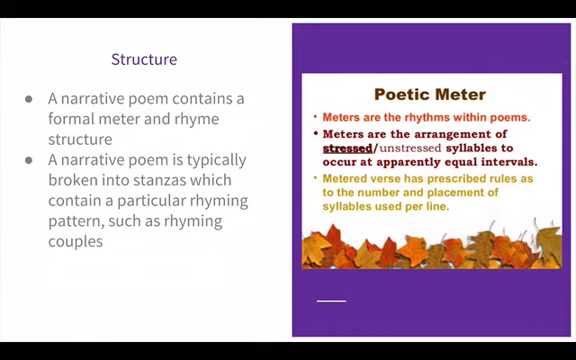 Structure
● A narrative poem contains a
formal meter and rhyme
structure
● A narrative poem is typically
broken into stanzas which
contain a particular rhyming
pattern, such as rhyming
couples
Poetic Meter
• Meters are the rhythms within poems.
• Meters are the arrangement of
stressed/unstressed syllables to
occur at apparently equal intervals.
• Metered verse has prescribed rules as
to the number and placement of
syllables used per line.